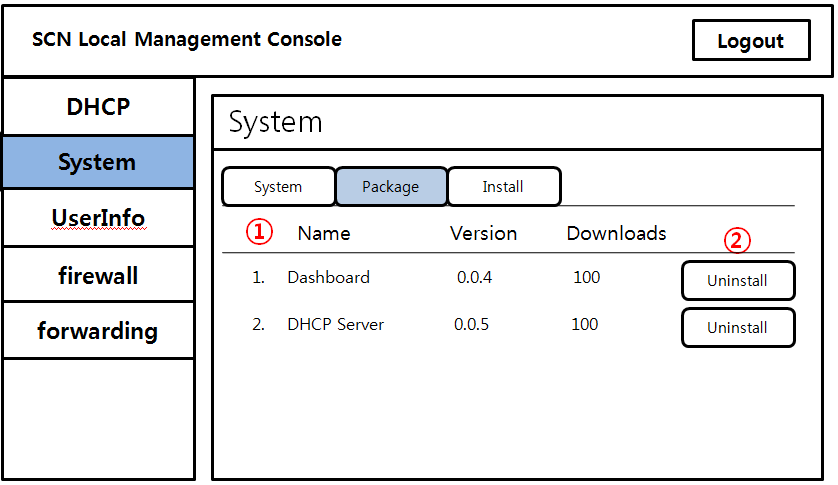 SCN Local Management Console
Logout
DHCP
System
UserInfo
firewall
forwarding
System
System Package Install
① Name Version Downloads ②
1. Dashboard 0.0.4 100 Uninstall
2. DHCP Server 0.0.5 100 Uninstall